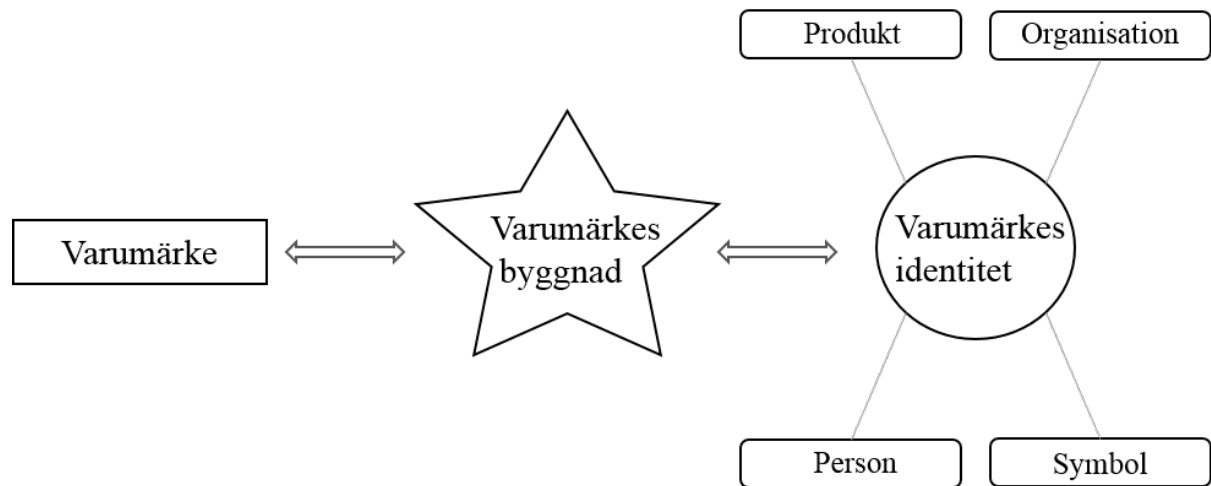 Produkt
Organisation
Varumärke
Varumärkes
byggnad
Varumärkes
identitet
Person
Symbol